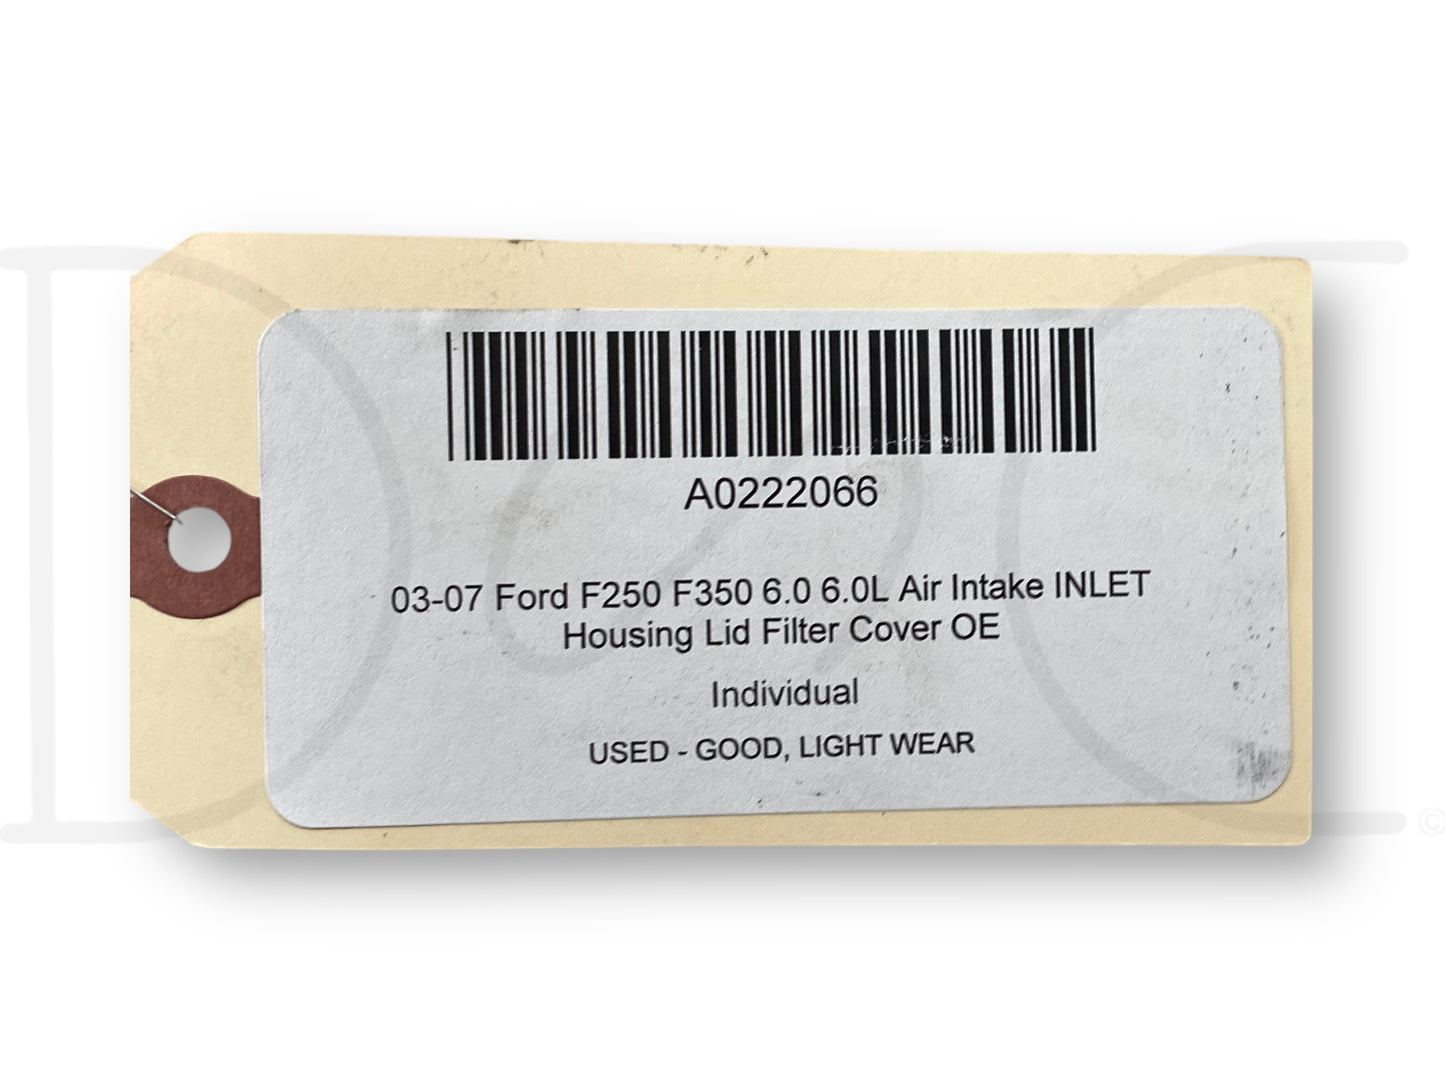 A0222066
03-07 Ford F250 F350 6.0 6.0L Air Intake INLET
Housing Lid Filter Cover OE
Individual
USED - GOOD, LIGHT WEAR
D C
©